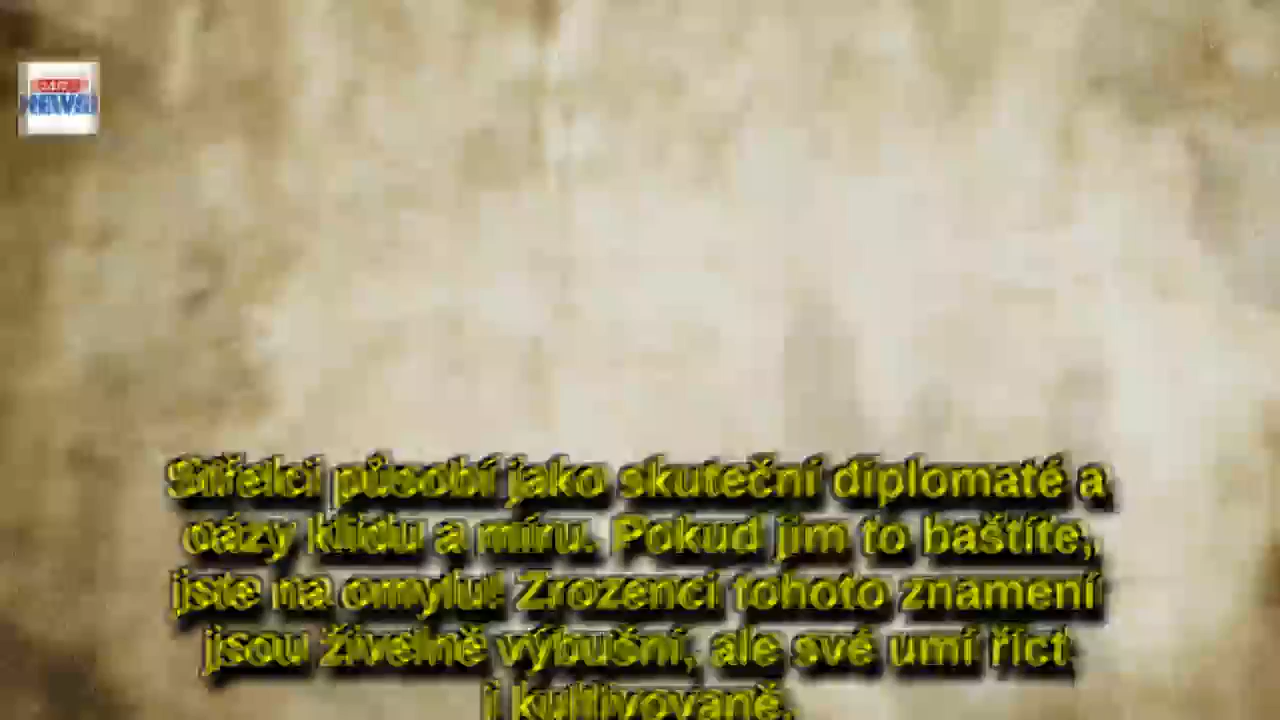 NEWS!
Střelci působí jako skuteční diplomaté a
oázy klidu a míru. Pokud jim to baštíte,
jste na omylu! Zrozenci tohoto znamení
jsou živelně výbušní, ale své umí říct
i kultivovaně.